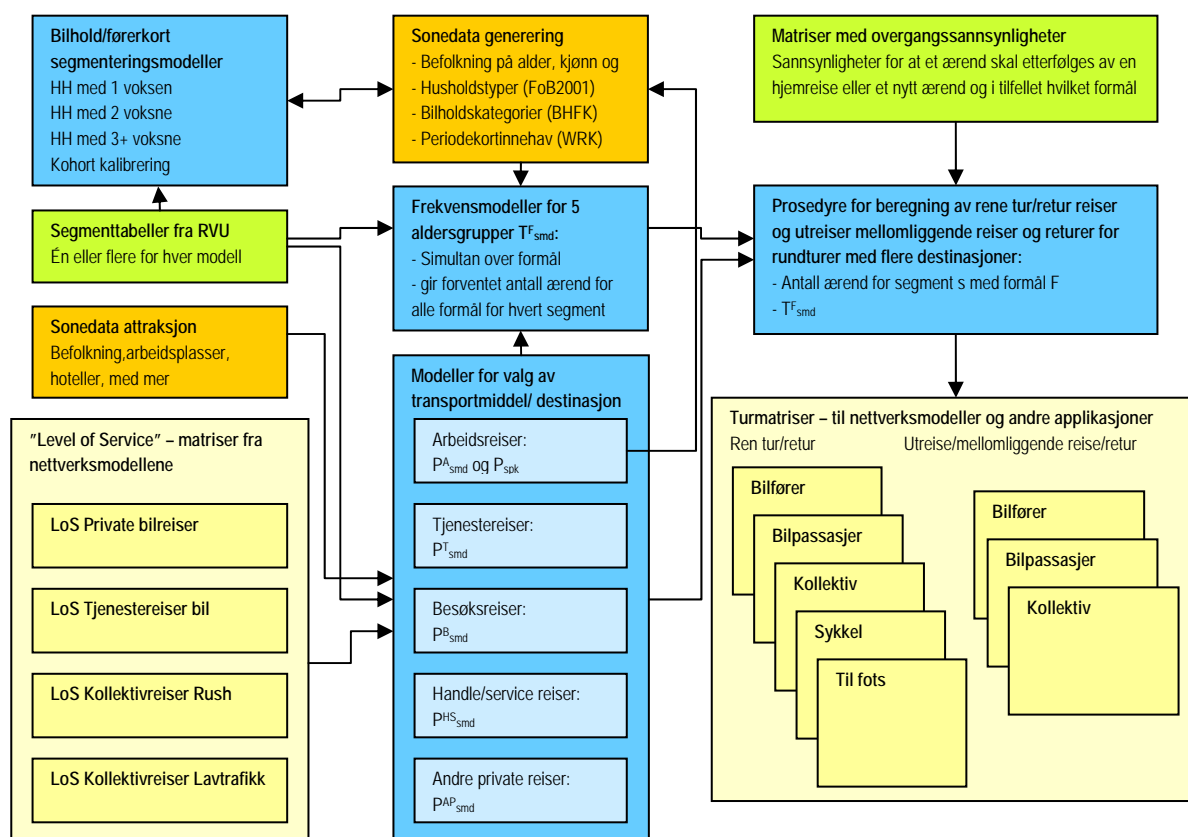 Bilhold/førerkort
segmenteringsmodeller
HH med 1 voksen
HH med 2 voksne
HH med 3+ voksne
Kohort kalibrering
Segmenttabeller fra RVU
Én eller flere for hver modell
Sonedata attraksjon
Befolkning,arbeidsplasser,
hoteller, med mer
”Level of Service” – matriser fra
nettverksmodellene
LoS Private bilreiser
LoS Tjenestereiser bil
LoS Kollektivreiser Rush
LoS Kollektivreiser Lavtrafikk
Sonedata generering
- Befolkning på alder, kjønn og
- Husholdstyper (FoB2001)
- Bilholdskategorier (BHFK)
- Periodekortinnehav (WRK)
Frekvensmodeller for 5
aldersgrupper T^F_smd:
- Simultan over formål
- gir forventet antall ærend for
alle formål for hvert segment
Modeller for valg av
transportmiddel/ destinasjon
Arbeidsreiser:
P^A_smd og P_spk
Tjenestereiser:
P^T_smd
Besøksreiser:
P^B_smd
Handle/service reiser:
P^HS_smd
Andre private reiser:
P^AP_smd
Matriser med overgangssannsynligheter
Sannsynligheter for at et ærend skal etterfølges av en
hjemreise eller et nytt ærend og i tilfellet hvilket formål
Prosedyre for beregning av rene tur/retur reiser
og utreiser mellomliggende reiser og returer for
rundturer med flere destinasjoner:
- Antall ærend for segment s med formål F
- T^F_smd
Turmatriser – til nettverksmodeller og andre applikasjoner
Ren tur/retur
Utreise/mellomliggende reise/retur
Bilfører
Bilpassasjer
Kollektiv
Sykkel
Til fots
Bilfører
Bilpassasjer
Kollektiv